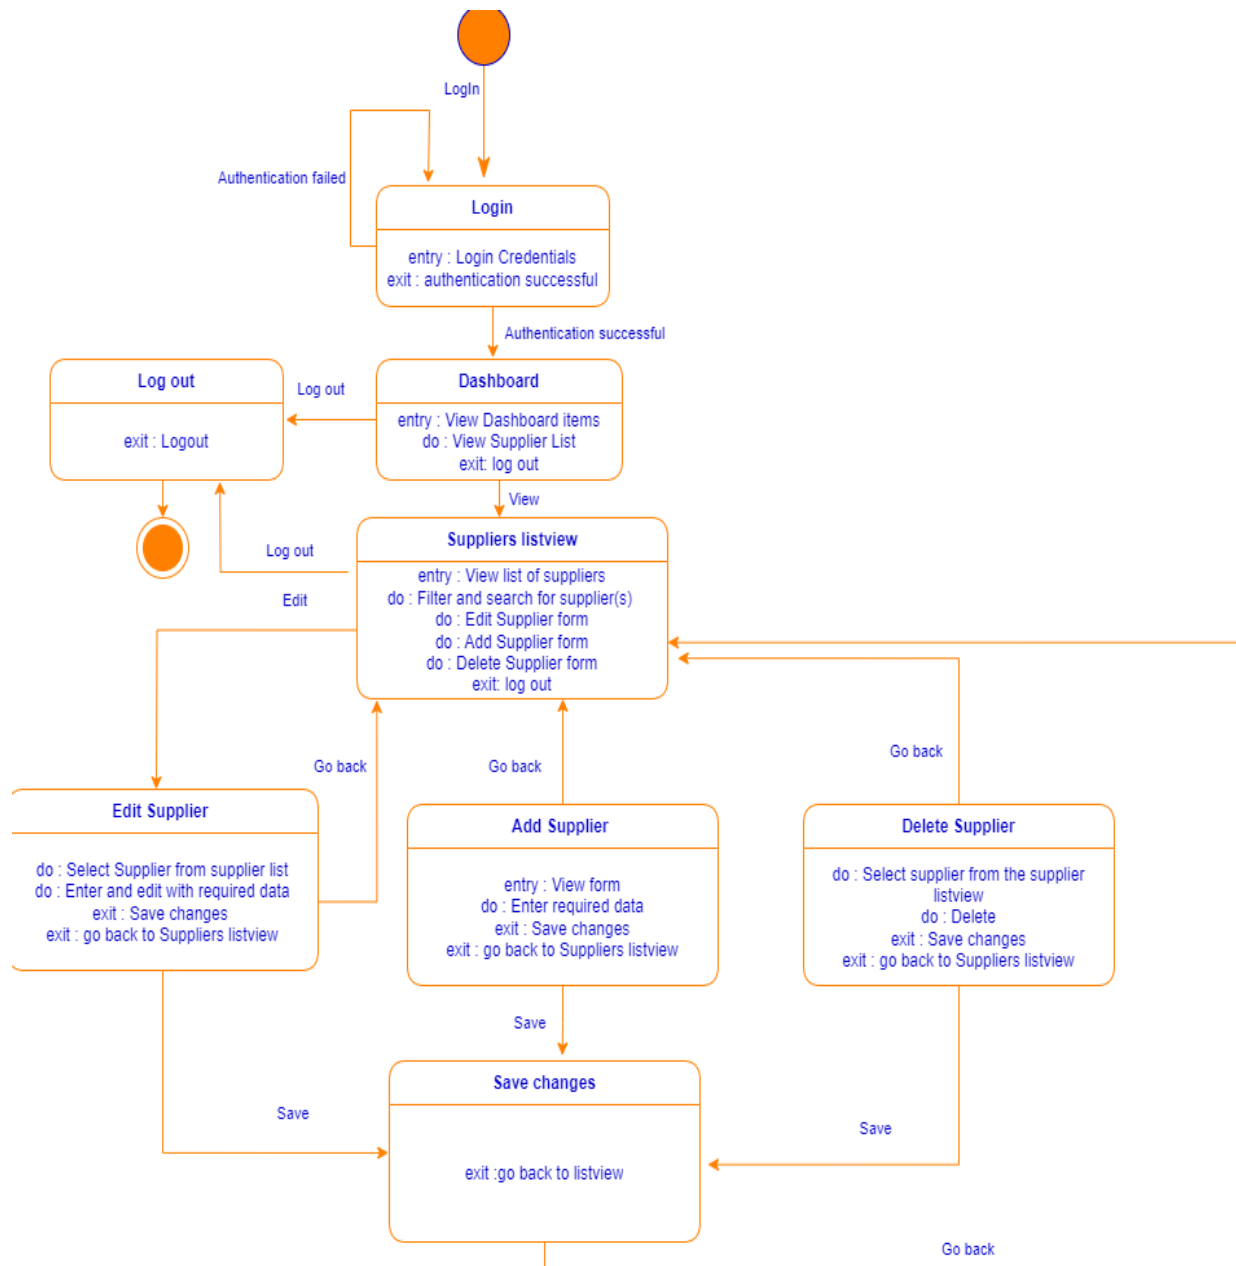 LogIn
Authentication failed
Login
entry : Login Credentials
exit : authentication successful
Authentication successful
Log out
exit : Logout
Log out
Dashboard
entry : View Dashboard items
do : View Supplier List
exit: log out
View
Log out
Suppliers listview
entry : View list of suppliers
do : Filter and search for supplier(s)
do : Edit Supplier form
do : Add Supplier form
do : Delete Supplier form
exit: log out
Edit
Go back
Go back
Go back
Edit Supplier
do : Select Supplier from supplier list
do : Enter and edit with required data
exit : Save changes
exit : go back to Suppliers listview
Add Supplier
entry : View form
do : Enter required data
exit : Save changes
exit : go back to Suppliers listview
Delete Supplier
do : Select supplier from the supplier
listview
do : Delete
exit : Save changes
exit : go back to Suppliers listview
Save
Save
Save
Save changes
exit :go back to listview
Go back